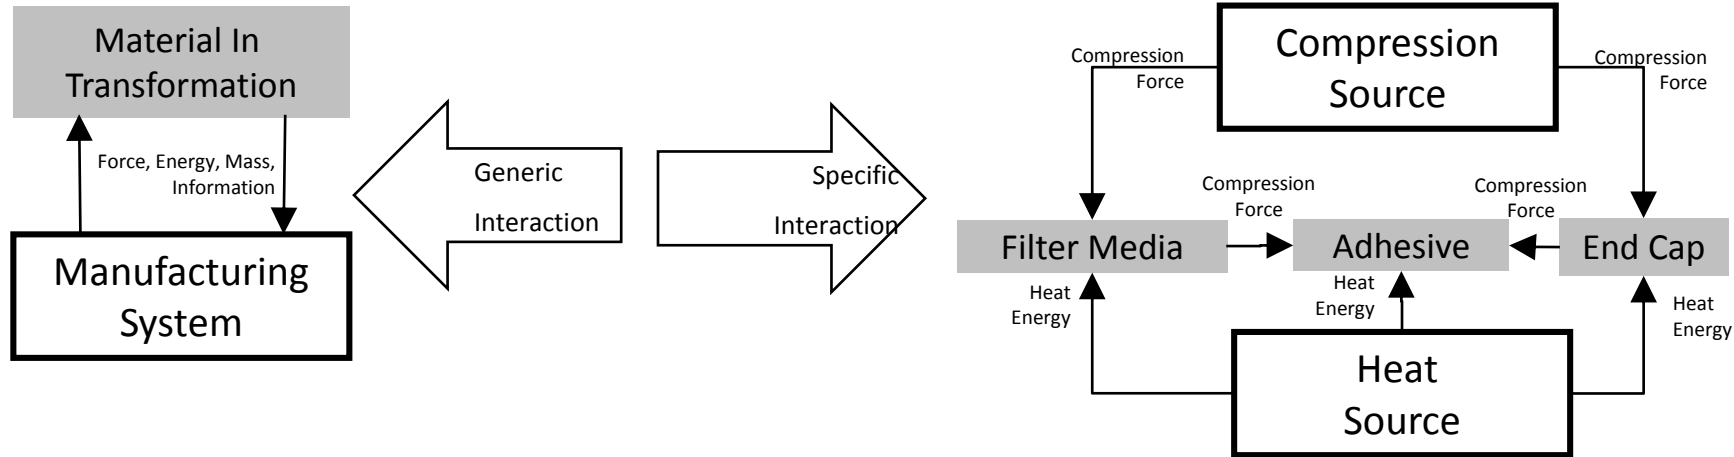 Material In
Transformation
Force, Energy, Mass,
Information
Manufacturing
System
Generic
Interaction
Specific
Interaction
Compression
Source
Compression
Force
Compression
Force
Compression
Force
Compression
Force
Filter Media
Adhesive
End Cap
Heat
Energy
Heat
Energy
Heat
Energy
Heat
Source